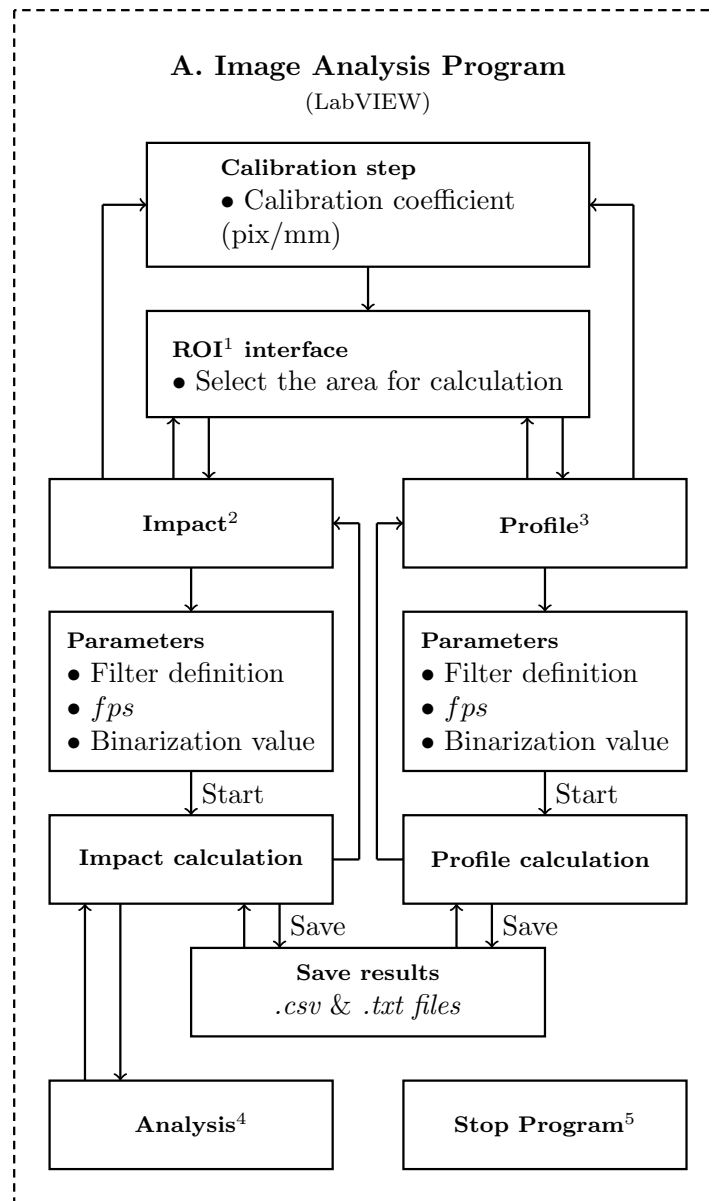 A. Image Analysis Program
(LabVIEW)
Calibration step
• Calibration coefficient
(pix/mm)
ROI¹ interface
• Select the area for calculation
Impact²
Profile³
Parameters
• Filter definition
• fps
• Binarization value
Parameters
• Filter definition
• fps
• Binarization value
Start
Start
Impact calculation
Profile calculation
Save
Save
Save results
.csv & .txt files
Analysis⁴
Stop Program⁵